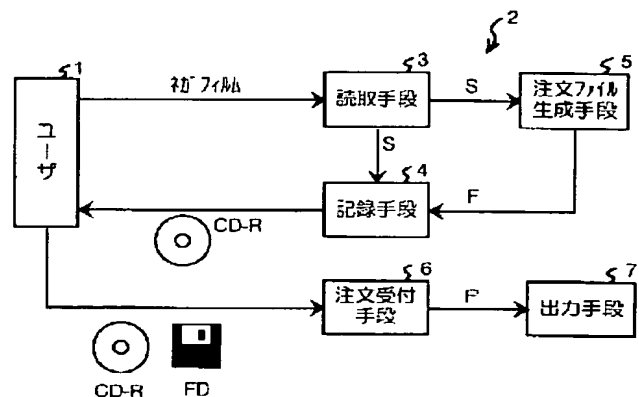 2
1
ユーザ
ﾈｶﾞﾌｨﾙﾑ
3
読取手段
S
5
注文ﾌｧｲﾙ
生成手段
S
4
記録手段
F
CD-R
6
注文受付
手段
F'
7
出力手段
CD-R
FD